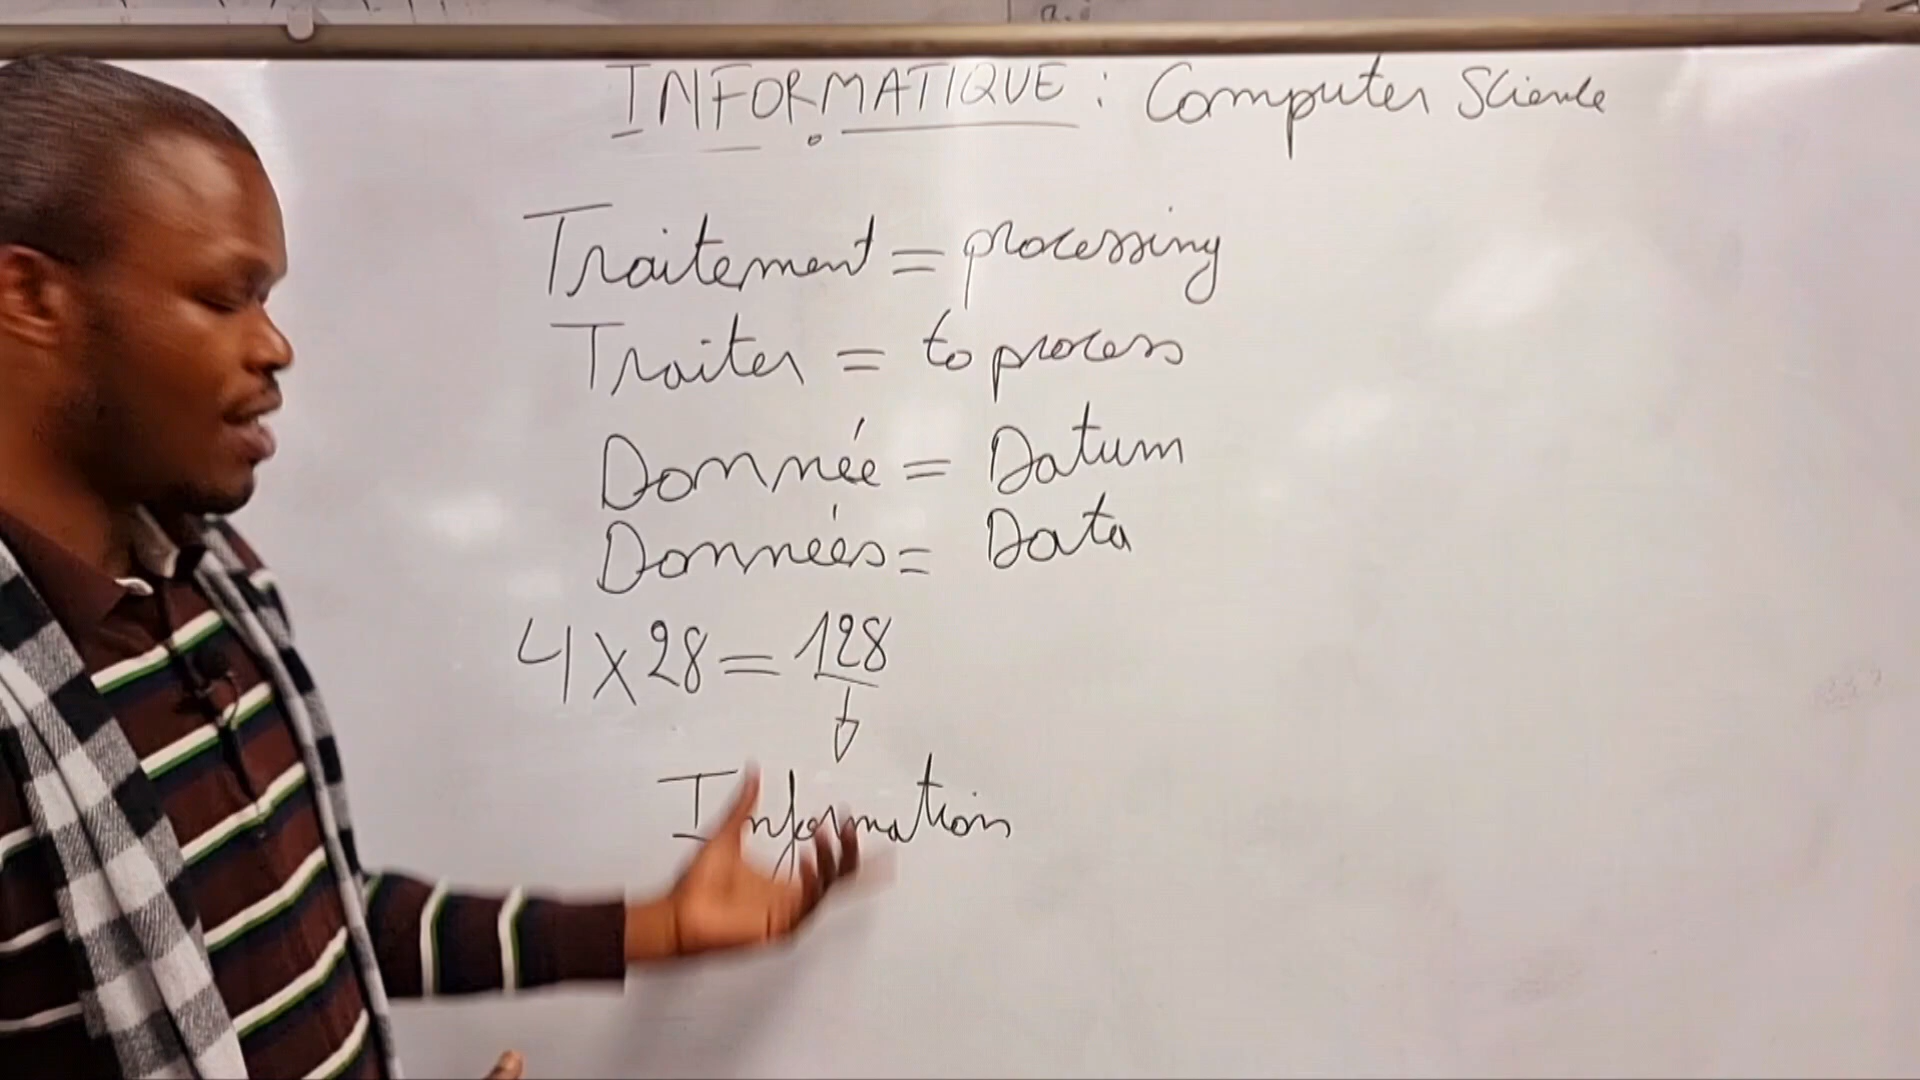 INFORMATIQUE : Computer Science
Traitement = processing
Traiter = to process
Donnée = Datum
Données = Data
4 x 28 = 128
Information